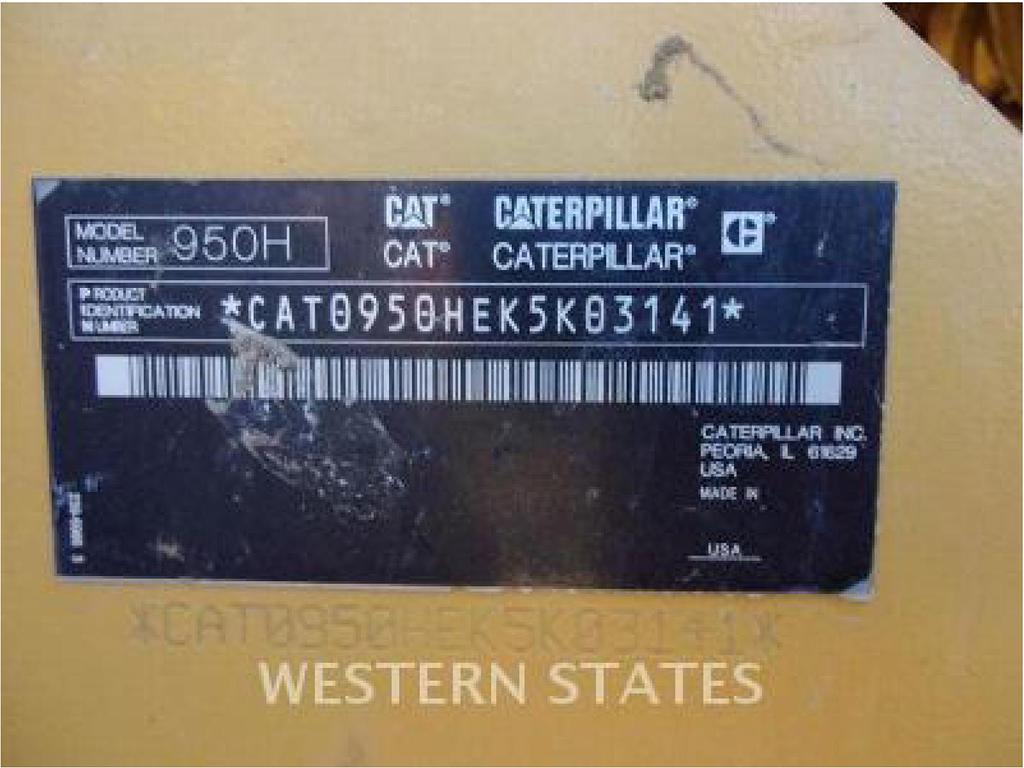 MODEL NUMBER 950H
CAT® CATERPILLAR®
CAT® CATERPILLAR®
PRODUCT IDENTIFICATION NUMBER *CAT0950HEK5K03141*
CATERPILLAR INC.
PEORIA, IL 61629
USA
MADE IN
USA
*CAT0950HEK5K03141*
WESTERN STATES